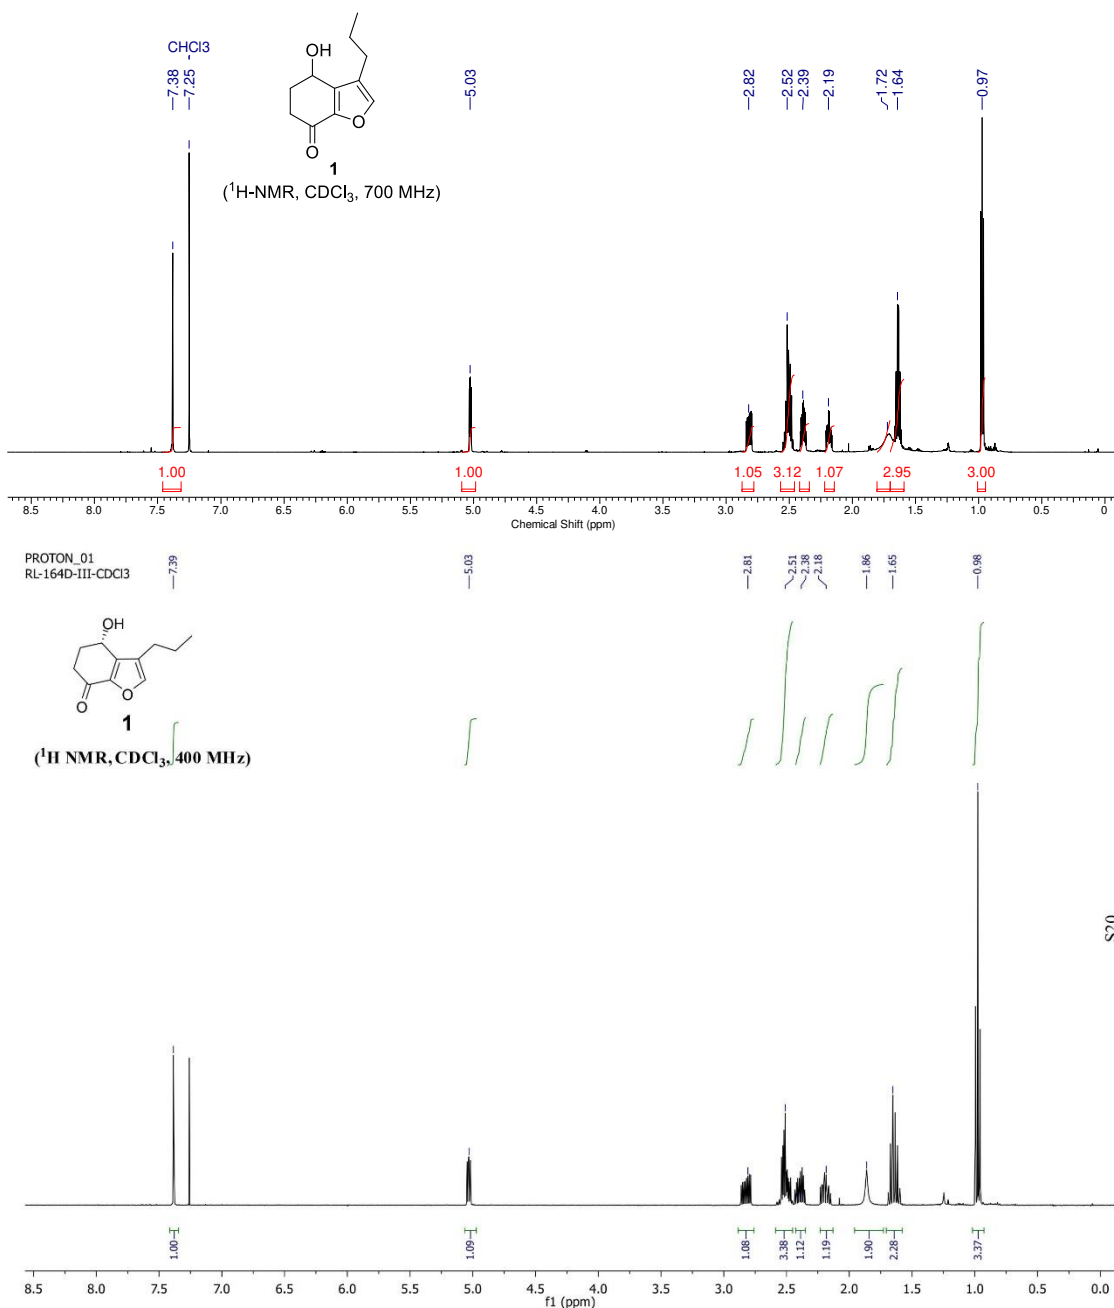 CHCl3
7.38
7.25
5.03
2.82
2.52
2.39
2.19
1.72
1.64
0.97
OH
O
O
1
(¹H-NMR, CDCl₃, 700 MHz)
1.00 1.00 1.05 3.12 1.07 2.95 3.00
8.5 8.0 7.5 7.0 6.5 6.0 5.5 5.0 4.5 4.0 3.5 3.0 2.5 2.0 1.5 1.0 0.5 0
Chemical Shift (ppm)
PROTON_01
RL-164D-III-CDCl3
7.39
5.03
2.81
2.51
2.38
2.18
1.86
1.65
0.98
OH
O
O
1
(¹H NMR, CDCl₃, 400 MHz)
S20
1.00 1.09 1.08 3.38 1.12 1.19 1.90 2.28 3.37
8.5 8.0 7.5 7.0 6.5 6.0 5.5 5.0 4.5 4.0 3.5 3.0 2.5 2.0 1.5 1.0 0.5 0.0
f1 (ppm)